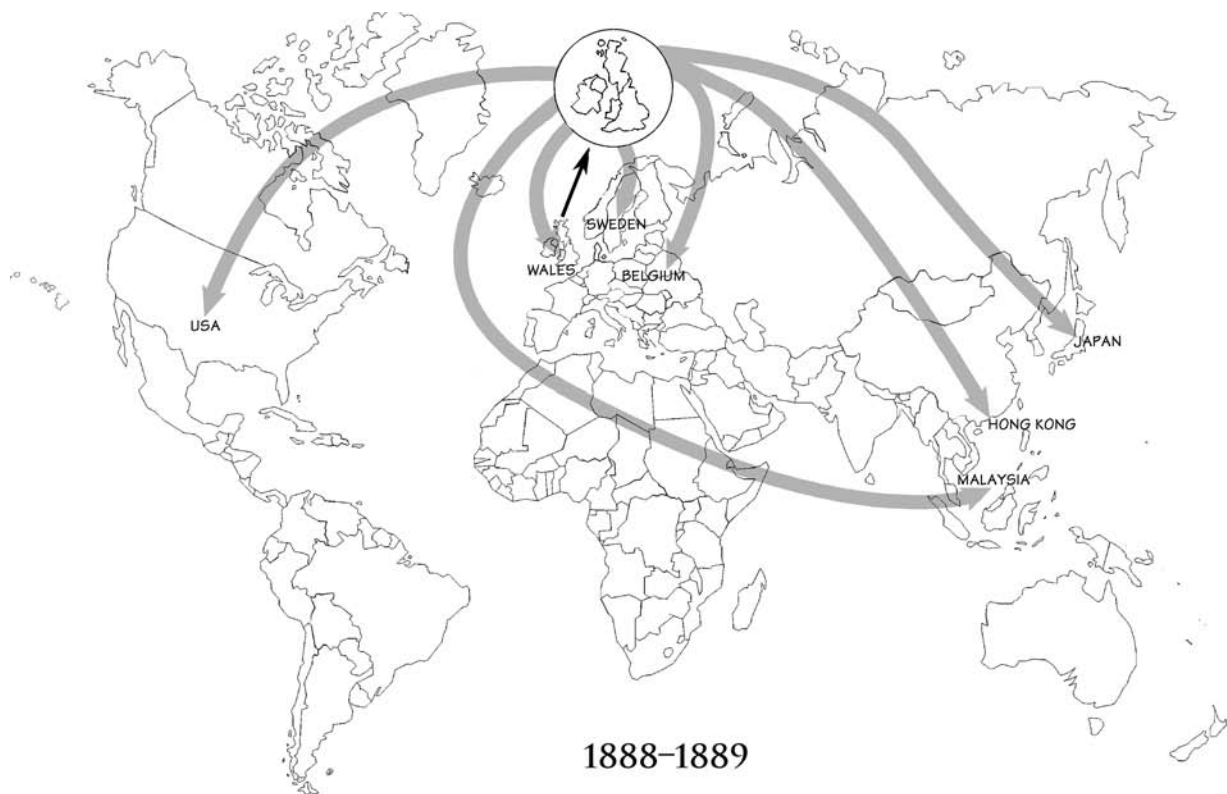 SWEDEN
WALES
BELGIUM
USA
JAPAN
HONG KONG
MALAYSIA
1888–1889